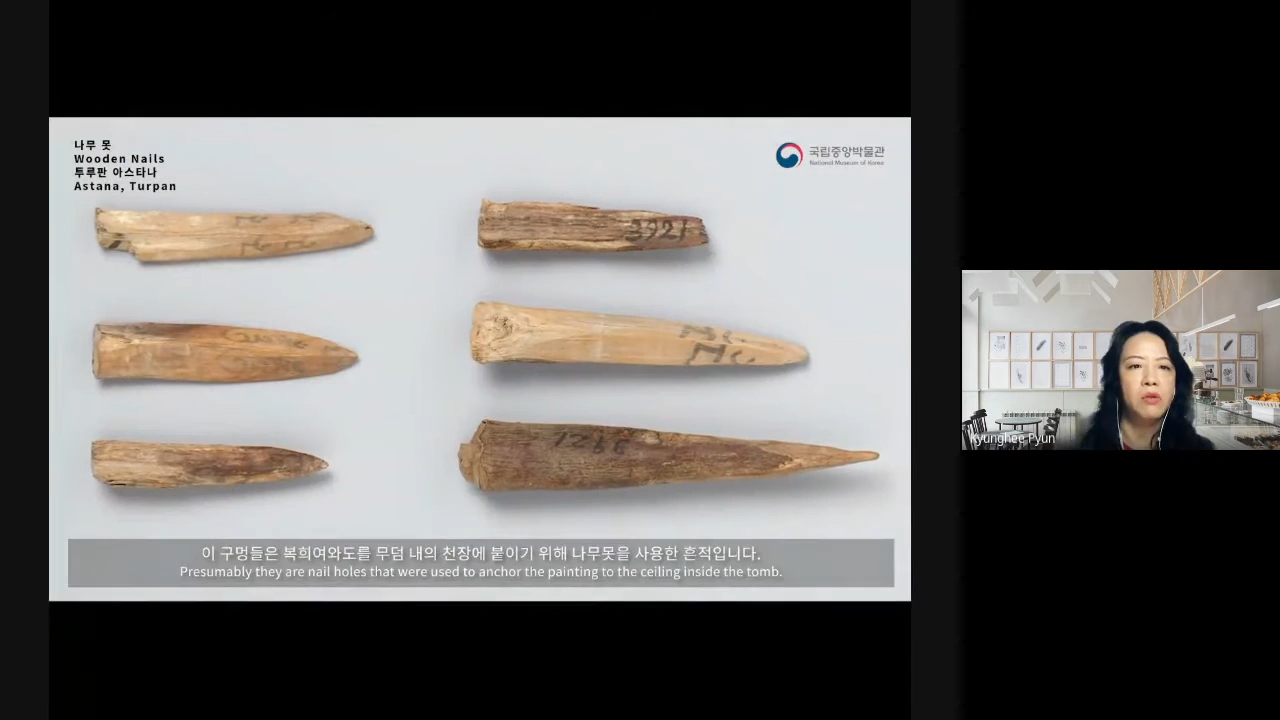 나무 못
Wooden Nails
투루판 아스타나
Astana, Turpan
국립중앙박물관
National Museum of Korea
3921
이 구멍들은 복희여와도를 무덤 내의 천장에 붙이기 위해 나무못을 사용한 흔적입니다.
Presumably they are nail holes that were used to anchor the painting to the ceiling inside the tomb.
Kyunghee Pyun